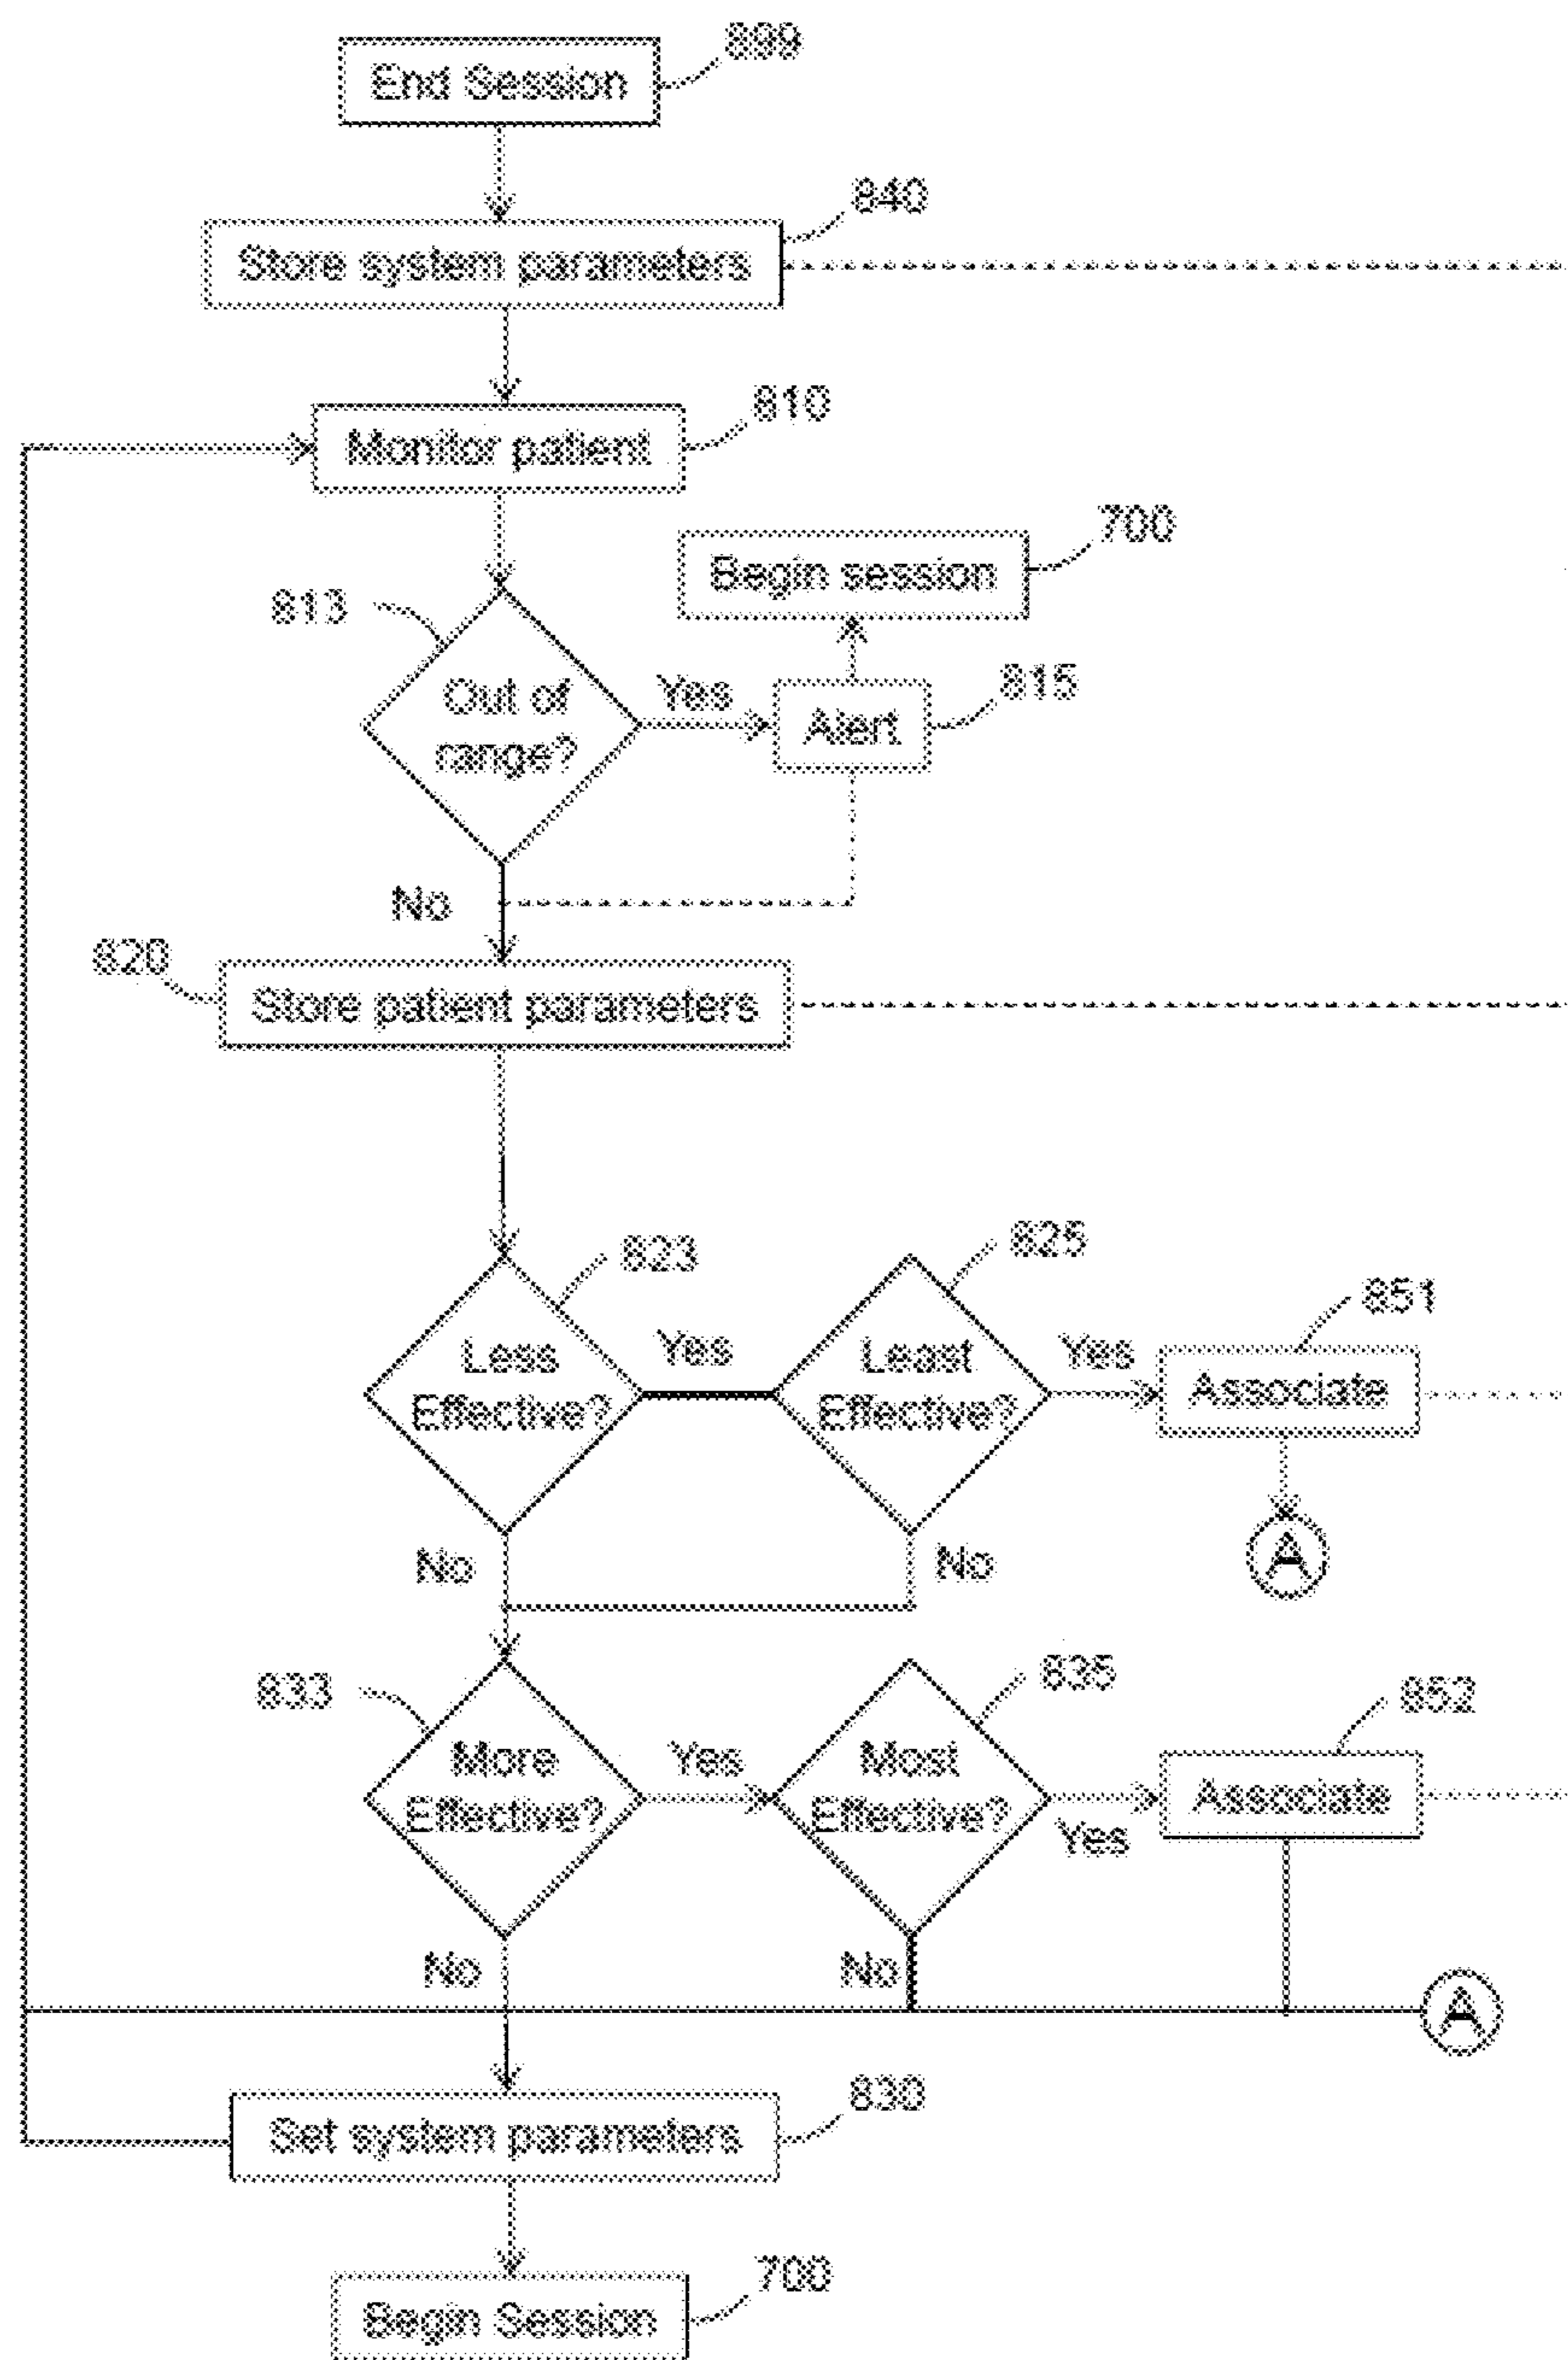 899
End Session
840
Store system parameters
810
Monitor patient
700
Begin session
813
Out of
range?
Yes
815
Alert
No
820
Store patient parameters
823
825
851
Less
Effective?
Yes
Least
Effective?
Yes
Associate
No
No
A
833
835
852
More
Effective?
Yes
Most
Effective?
Yes
Associate
No
No
A
830
Set system parameters
700
Begin Session